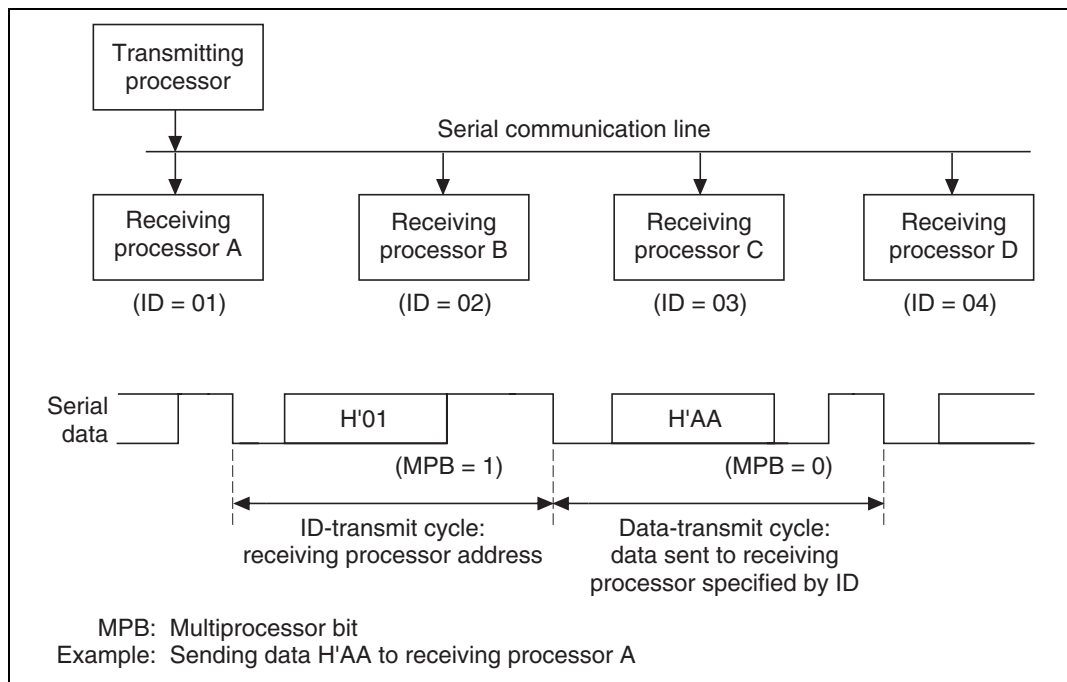 Transmitting
processor
Serial communication line
Receiving
processor A
Receiving
processor B
Receiving
processor C
Receiving
processor D
(ID = 01)
(ID = 02)
(ID = 03)
(ID = 04)
Serial
data
H'01
H'AA
(MPB = 1)
(MPB = 0)
ID-transmit cycle:
receiving processor address
Data-transmit cycle:
data sent to receiving
processor specified by ID
MPB: Multiprocessor bit
Example: Sending data H'AA to receiving processor A